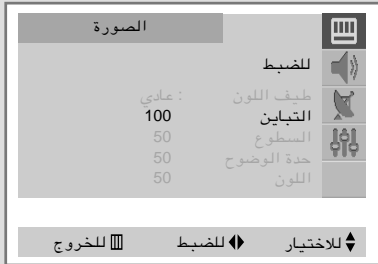 الصورة
للضبط
طيف اللون : عادي
التباين 100
السطوع 50
حدة الوضوح 50
اللون 50
للاختيار للضبط للخروج